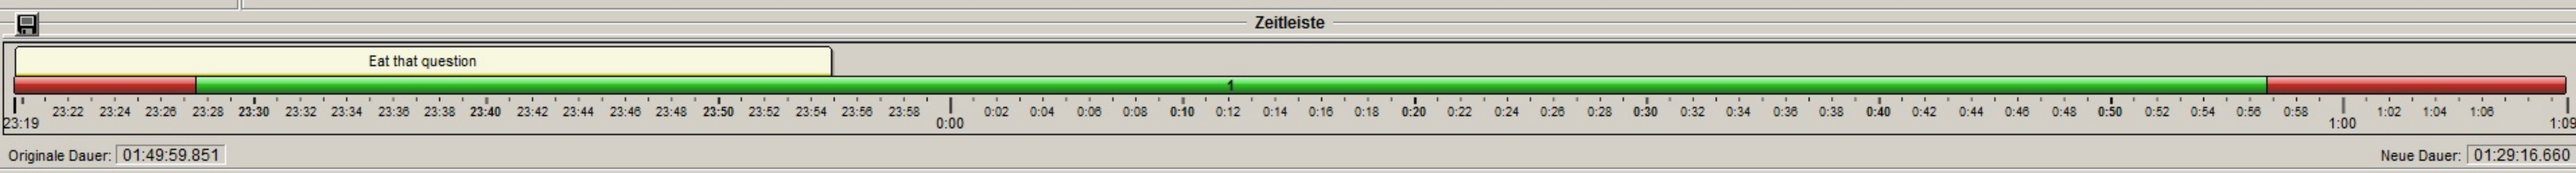 Zeitleiste
Eat that question
1
23:22 23:24 23:26 23:28 23:30 23:32 23:34 23:36 23:38 23:40 23:42 23:44 23:46 23:48 23:50 23:52 23:54 23:56 23:58 0:02 0:04 0:06 0:08 0:10 0:12 0:14 0:16 0:18 0:20 0:22 0:24 0:26 0:28 0:30 0:32 0:34 0:36 0:38 0:40 0:42 0:44 0:46 0:48 0:50 0:52 0:54 0:56 0:58 1:02 1:04 1:06
23:19 0:00 1:00 1:09
Originale Dauer: 01:49:59.851 Neue Dauer: 01:29:16.660